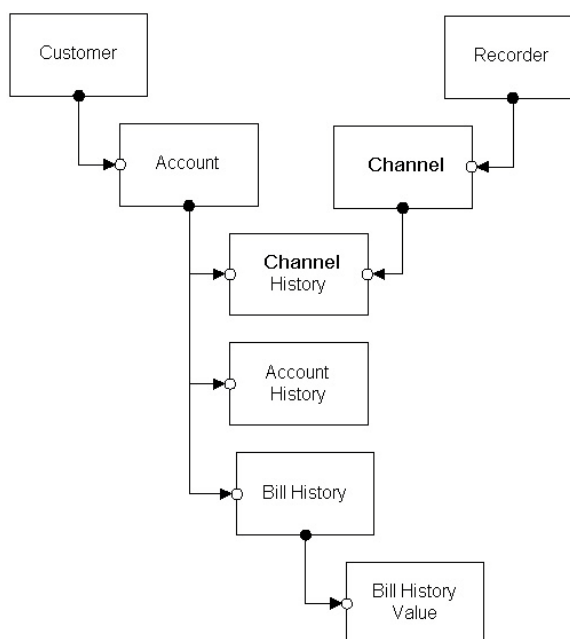 Customer
Recorder
Account
Channel
Channel
History
Account
History
Bill History
Bill History
Value